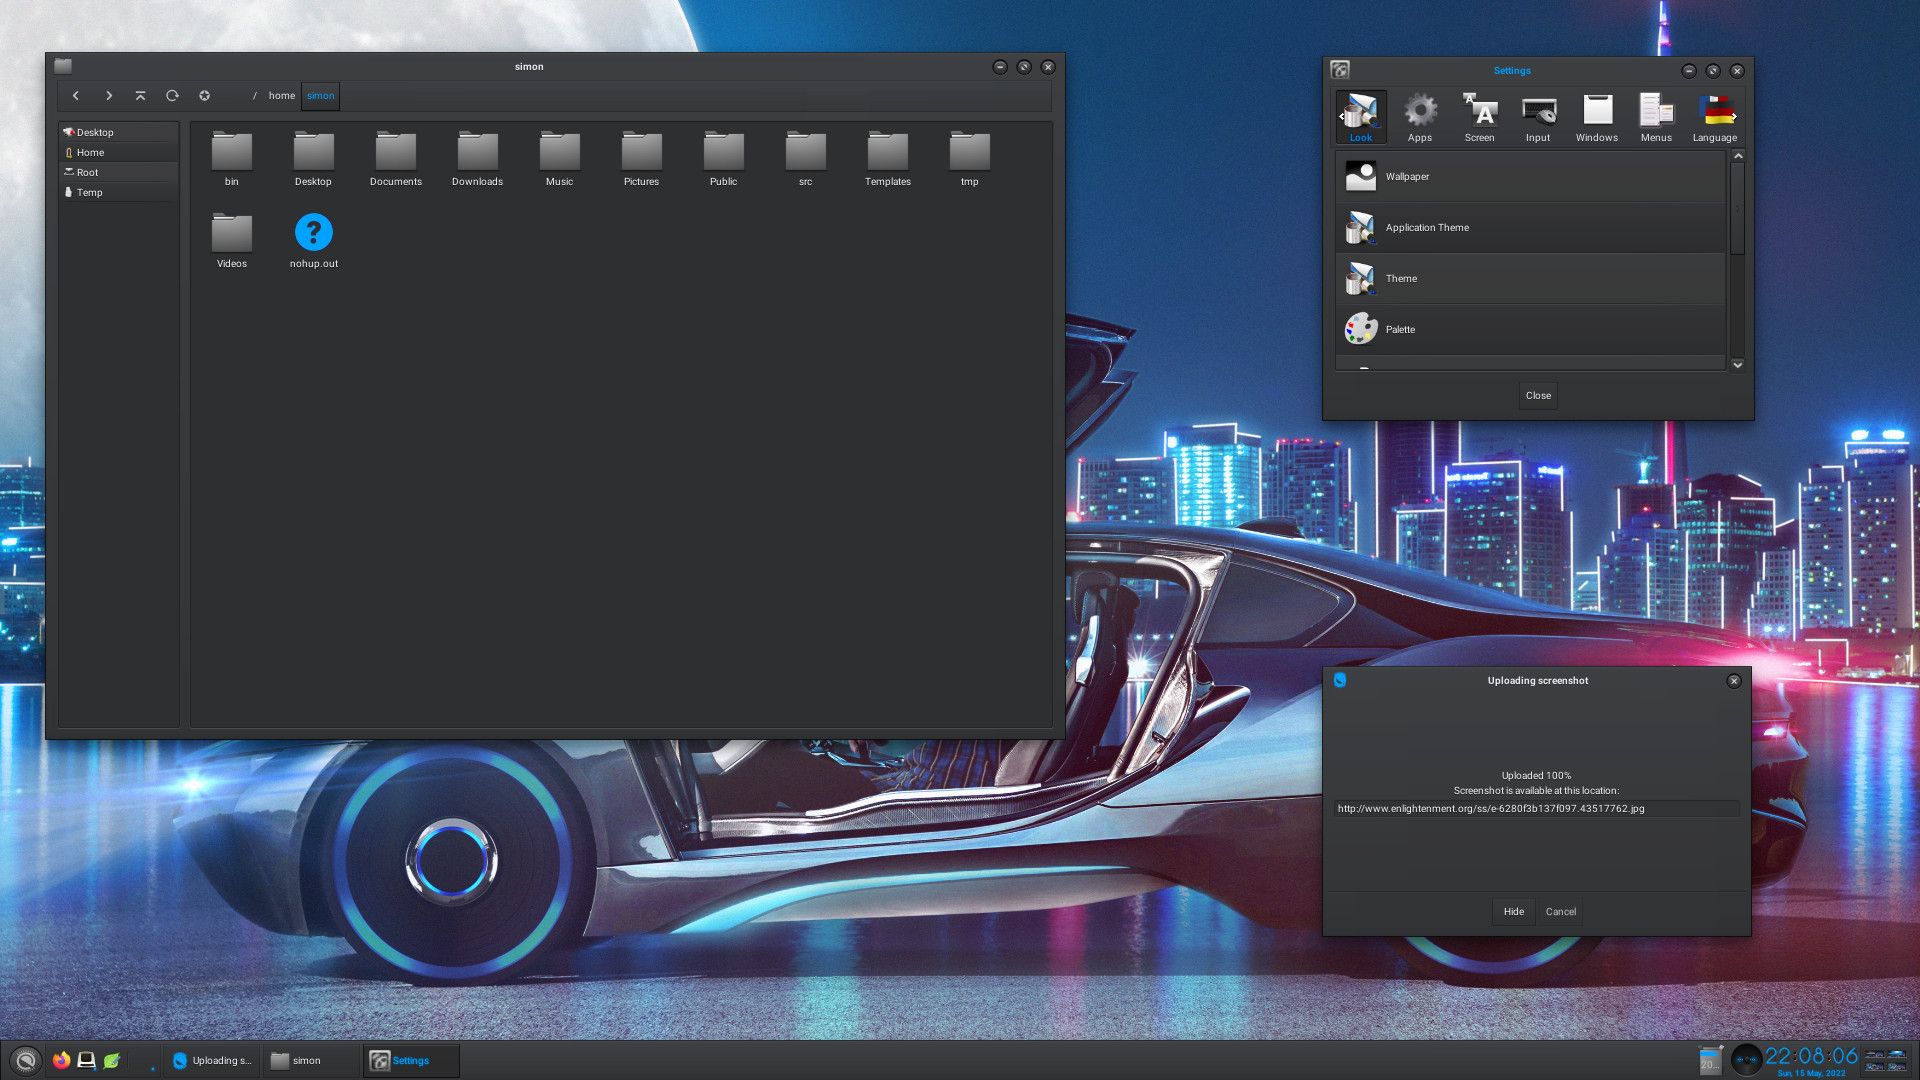 simon
/ home simon
Desktop
Home
Root
Temp
bin Desktop Documents Downloads Music Pictures Public src Templates tmp
Videos nohup.out
Settings
Look Apps Screen Input Windows Menus Language
Wallpaper
Application Theme
Theme
Palette
Close
Uploading screenshot
Uploaded 100%
Screenshot is available at this location:
http://www.enlightenment.org/ss/e-6280f3b137f097.43517762.jpg
Hide Cancel
Uploading s... simon Settings
20...
22:08:06
Sun, 15 May, 2022